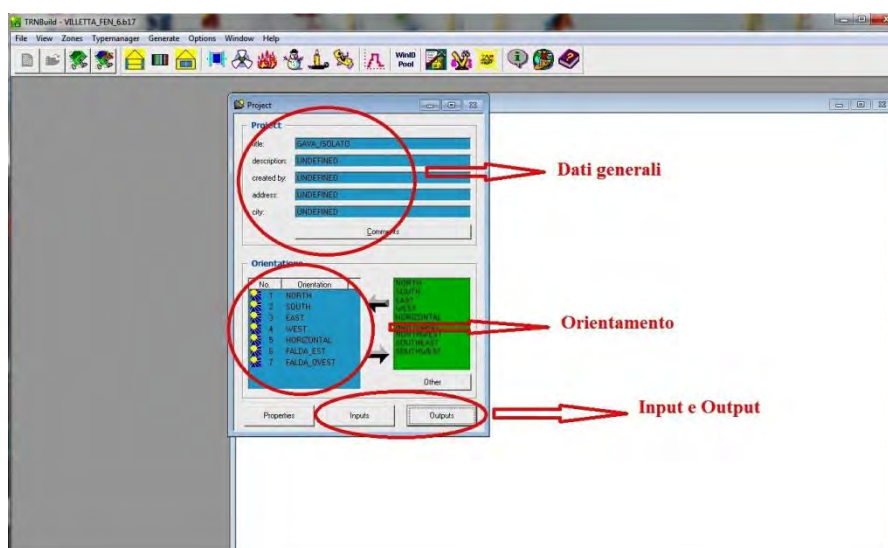 TRNBuild - VILLETTA_FEN_6.b17
File View Zones Typemanager Generate Options Window Help
WinID Pool
Project
Project
title: GAVA_ISOLATO
description: UNDEFINED
created by: UNDEFINED
address: UNDEFINED
city: UNDEFINED
Comments
Dati generali
Orientations
No. Orientation
1 NORTH
2 SOUTH
3 EAST
4 WEST
5 HORIZONTAL
6 FALDA_EST
7 FALDA_OVEST
NORTH
SOUTH
EAST
WEST
HORIZONTAL
NORTHWEST
SOUTHEAST
SOUTHWEST
Other
Orientamento
Properties Inputs Outputs
Input e Output